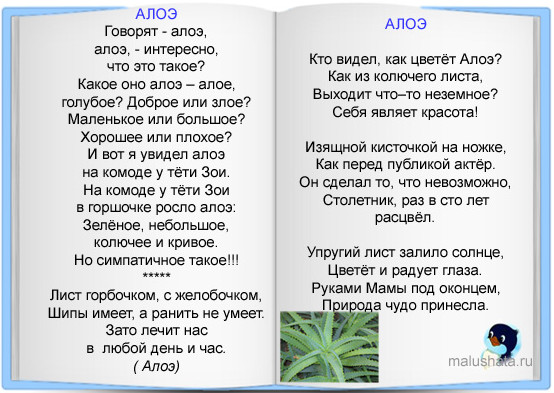 АЛОЭ
Говорят - алоэ,
алоэ, - интересно,
что это такое?
Какое оно алоэ – алое,
голубое? Доброе или злое?
Маленькое или большое?
Хорошее или плохое?
И вот я увидел алоэ
на комоде у тёти Зои.
На комоде у тёти Зои
в горшочке росло алоэ:
Зелёное, небольшое,
колючее и кривое.
Но симпатичное такое!!!
*****
Лист горбочком, с желобочком,
Шипы имеет, а ранить не умеет.
Зато лечит нас
в любой день и час.
( Алоэ)
АЛОЭ
Кто видел, как цветёт Алоэ?
Как из колючего листа,
Выходит что–то неземное?
Себя являет красота!
Изящной кисточкой на ножке,
Как перед публикой актёр.
Он сделал то, что невозможно,
Столетник, раз в сто лет
расцвёл.
Упругий лист залило солнце,
Цветёт и радует глаза.
Руками Мамы под оконцем,
Природа чудо принесла.
malushata.ru